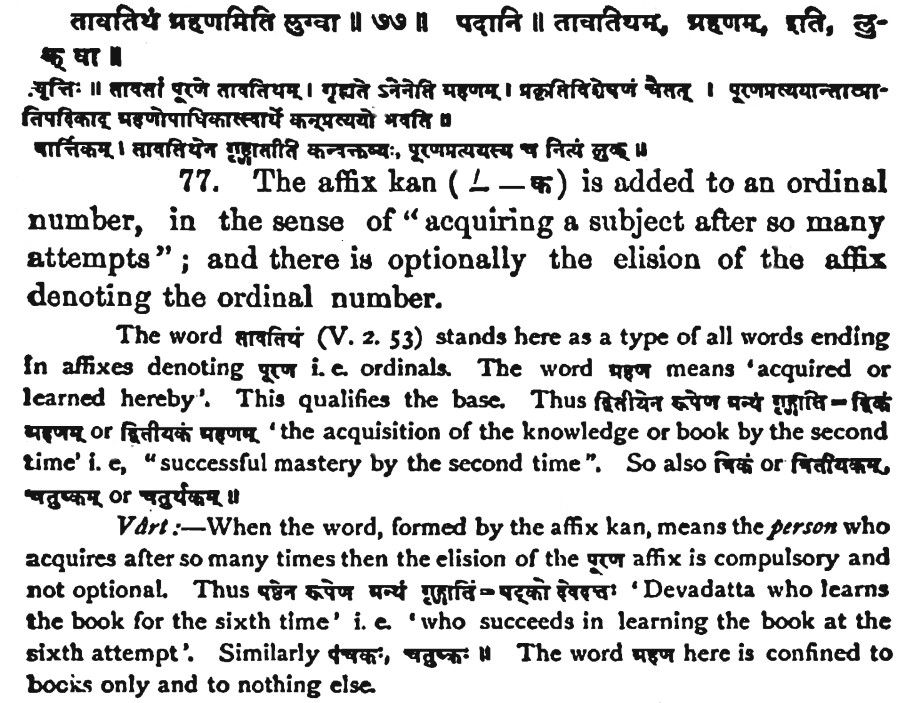 तावतिथं ग्रहणमिति लुग्वा ॥ ७७ ॥ पदानि ॥ तावतिथम्, ग्रहणम्, इति, लु-
क् वा ॥
वृत्तिः ॥ तावतां पूरणे तावतिथम् । गृह्यते ऽनेनेति ग्रहणम् । प्रकृतिविशेषणं चैतत् । पूरणप्रत्ययान्तात्प्रा-
तिपदिकाद् ग्रहणोपाधिकात्स्वार्थे कन्प्रत्ययो भवति ॥
वार्त्तिकम् । तावतिथेन गृह्णातीति कन्वक्तव्यः, पूरणप्रत्ययस्य च नित्यं लुक् ॥
77. The affix kan ( ⊥ — क ) is added to an ordinal
number, in the sense of "acquiring a subject after so many
attempts" ; and there is optionally the elision of the affix
denoting the ordinal number.
The word तावतिथं (V. 2. 53) stands here as a type of all words ending
in affixes denoting पूरण i. e. ordinals. The word ग्रहण means 'acquired or
learned hereby'. This qualifies the base. Thus द्वितीयेन रूपेण ग्रन्थं गृह्णाति = द्विकं
ग्रहणम् or द्वितीयकं ग्रहणम् 'the acquisition of the knowledge or book by the second
time' i. e, "successful mastery by the second time". So also त्रिकं or त्रितीयकम्,
चतुष्कम् or चतुर्थकम् ॥
Vârt :—When the word, formed by the affix kan, means the person who
acquires after so many times then the elision of the पूरण affix is compulsory and
not optional. Thus षष्ठेन रूपेण ग्रन्थं गृह्णाति = षट्को देवदत्तः 'Devadatta who learns
the book for the sixth time' i. e. 'who succeeds in learning the book at the
sixth attempt'. Similarly पंचकः, चतुष्कः ॥ The word ग्रहण here is confined to
books only and to nothing else.